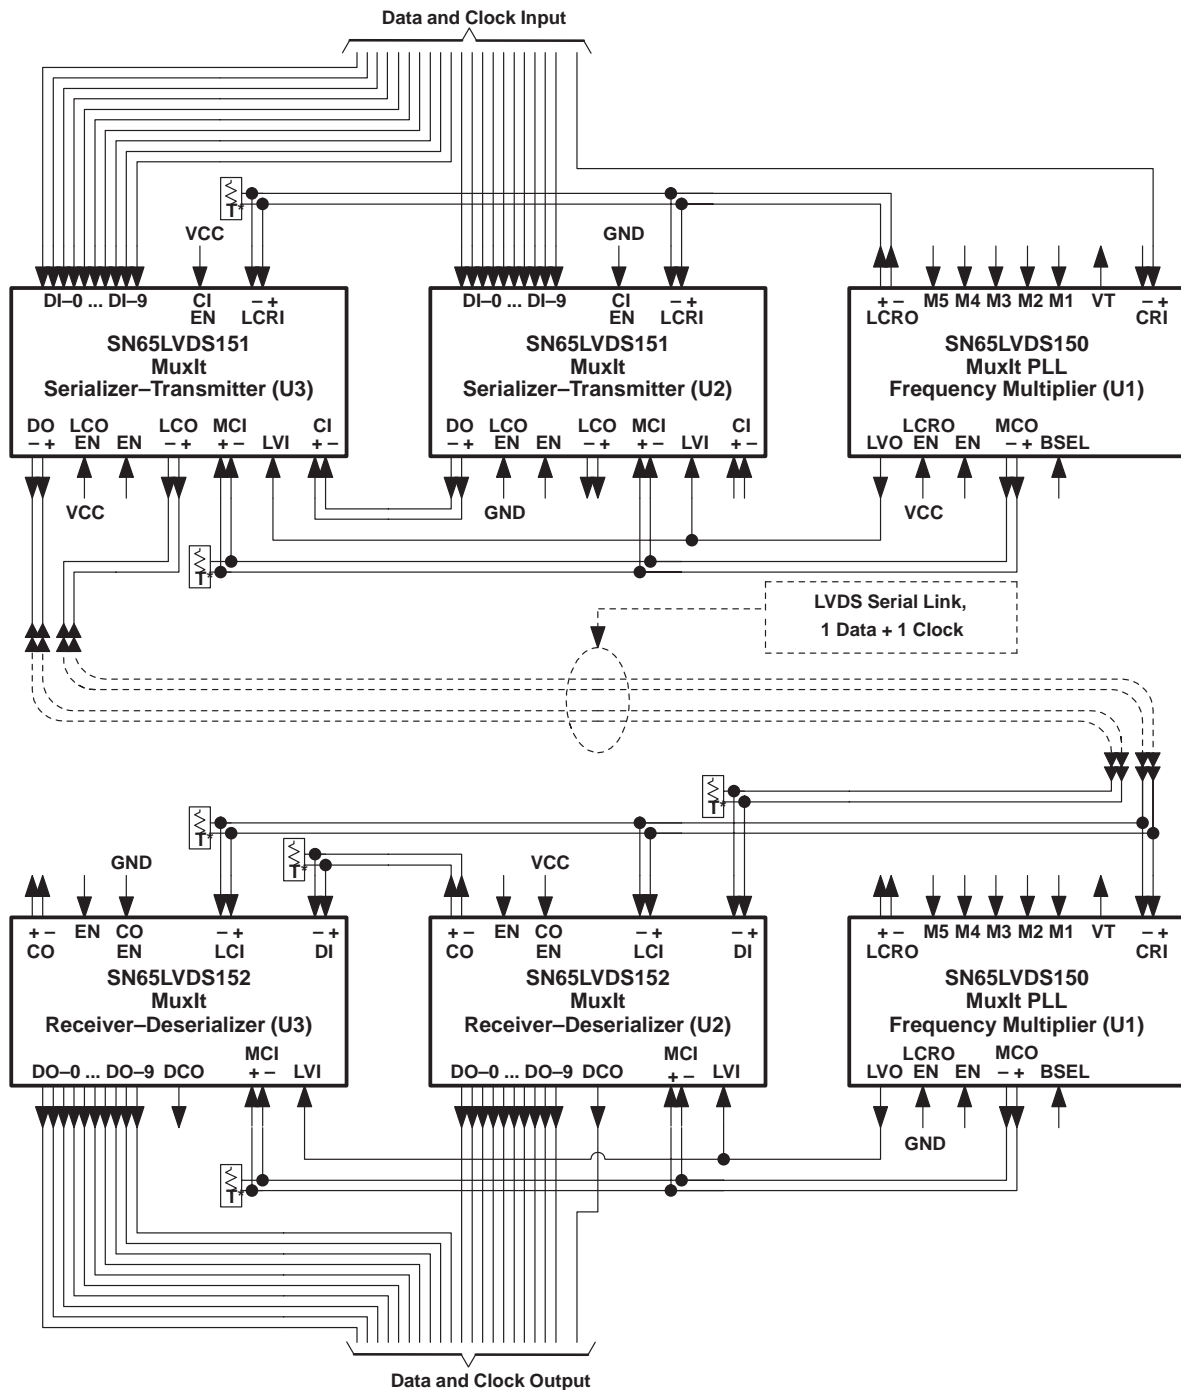 Data and Clock Input
T*
VCC
GND
DI–0 ... DI–9 CI EN – + LCRI
SN65LVDS151
MuxIt
Serializer–Transmitter (U3)
DO – + LCO EN EN LCO – + MCI + – LVI CI + –
VCC
DI–0 ... DI–9 CI EN – + LCRI
SN65LVDS151
MuxIt
Serializer–Transmitter (U2)
DO – + LCO EN EN LCO – + MCI + – LVI CI + –
GND
+ – LCRO M5 M4 M3 M2 M1 VT – + CRI
SN65LVDS150
MuxIt PLL
Frequency Multiplier (U1)
LVO LCRO EN EN MCO – + BSEL
VCC
T*
LVDS Serial Link,
1 Data + 1 Clock
T*
T*
T*
GND
VCC
+ – CO EN CO EN – + LCI – + DI
SN65LVDS152
MuxIt
Receiver–Deserializer (U3)
DO–0 ... DO–9 DCO MCI + – LVI
+ – CO EN CO EN – + LCI – + DI
SN65LVDS152
MuxIt
Receiver–Deserializer (U2)
DO–0 ... DO–9 DCO MCI + – LVI
+ – LCRO M5 M4 M3 M2 M1 VT – + CRI
SN65LVDS150
MuxIt PLL
Frequency Multiplier (U1)
LVO LCRO EN EN MCO – + BSEL
GND
T*
Data and Clock Output